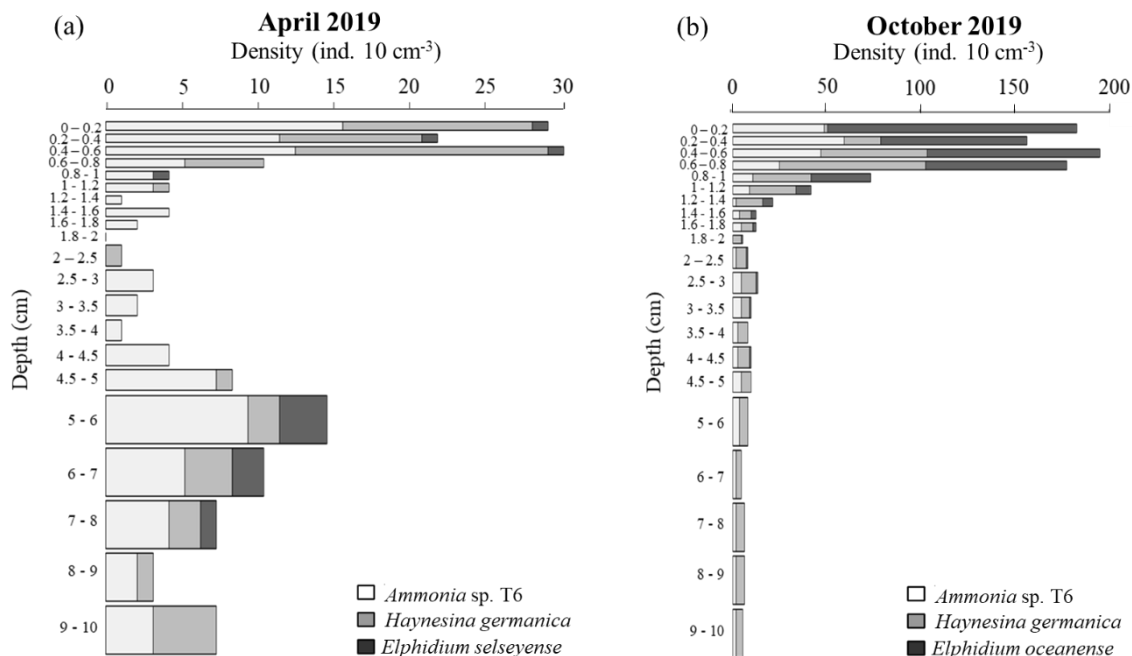 (a)
April 2019
Density (ind. 10 cm-3)
0 5 10 15 20 25 30
Depth (cm)
0 – 0.2
0.2 – 0.4
0.4 – 0.6
0.6 – 0.8
0.8 - 1
1 - 1.2
1.2 - 1.4
1.4 - 1.6
1.6 - 1.8
1.8 - 2
2 – 2.5
2.5 - 3
3 - 3.5
3.5 - 4
4 - 4.5
4.5 - 5
5 - 6
6 - 7
7 - 8
8 - 9
9 - 10
Ammonia sp. T6
Haynesina germanica
Elphidium selseyense
(b)
October 2019
Density (ind. 10 cm-3)
0 50 100 150 200
Depth (cm)
0 – 0.2
0.2 – 0.4
0.4 – 0.6
0.6 – 0.8
0.8 - 1
1 - 1.2
1.2 - 1.4
1.4 - 1.6
1.6 - 1.8
1.8 - 2
2 – 2.5
2.5 - 3
3 - 3.5
3.5 - 4
4 - 4.5
4.5 - 5
5 - 6
6 - 7
7 - 8
8 - 9
9 - 10
Ammonia sp. T6
Haynesina germanica
Elphidium oceanense